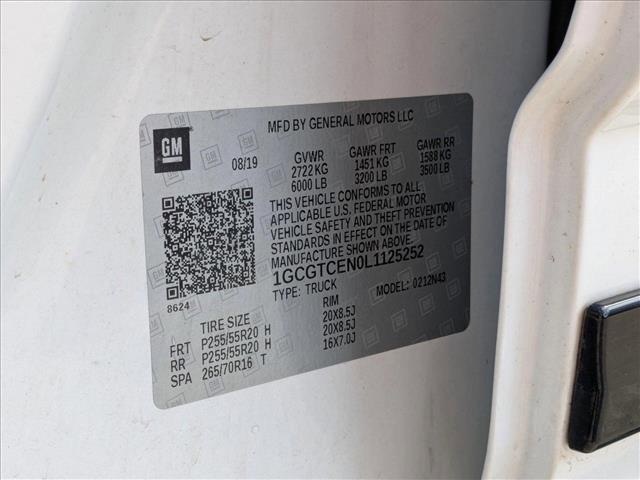 GM
MFD BY GENERAL MOTORS LLC
08/19
GVWR GAWR FRT GAWR RR
2722 KG 1451 KG 1588 KG
6000 LB 3200 LB 3500 LB
THIS VEHICLE CONFORMS TO ALL
APPLICABLE U.S. FEDERAL MOTOR
VEHICLE SAFETY AND THEFT PREVENTION
STANDARDS IN EFFECT ON THE DATE OF
MANUFACTURE SHOWN ABOVE.
1GCGTCEN0L1125252
TYPE: TRUCK MODEL: 0212N43
8624
TIRE SIZE RIM
FRT P255/55R20 H 20X8.5J
RR P255/55R20 H 20X8.5J
SPA 265/70R16 T 16X7.0J